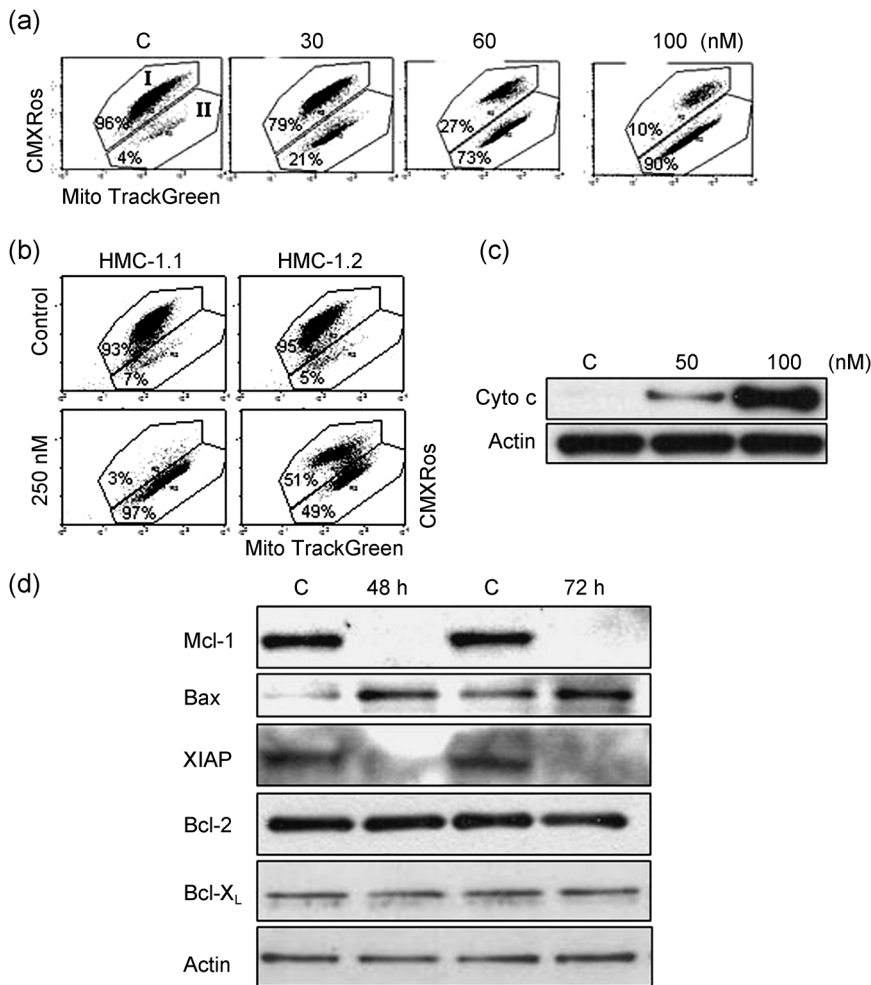 (a)
C 30 60 100 (nM)
I
II
96%
4%
79%
21%
27%
73%
10%
90%
CMXRos
Mito TrackGreen
(b)
HMC-1.1 HMC-1.2
Control
93%
7%
95%
5%
250 nM
3%
97%
51%
49%
CMXRos
Mito TrackGreen
(c)
C 50 100 (nM)
Cyto c
Actin
(d)
C 48 h C 72 h
Mcl-1
Bax
XIAP
Bcl-2
Bcl-XL
Actin